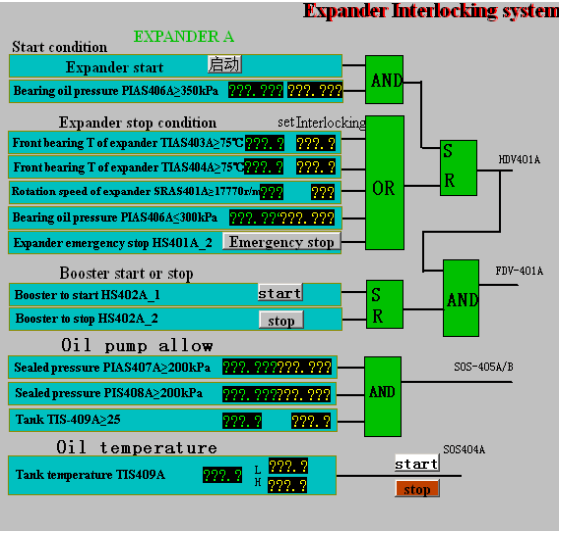 Expander Interlocking system
EXPANDER A
Start condition
Expander start 启动
Bearing oil pressure PIAS406A≥350kPa ???.??? ???.???
AND
Expander stop condition set Interlocking
Front bearing T of expander TIAS403A≥75℃ ???.? ???.?
Front bearing T of expander TIAS404A≥75℃ ???.? ???.?
Rotation speed of expander SRAS401A≥17770r/m ??? ???
Bearing oil pressure PIAS406A≤300kPa ???.?? ???.???
Expander emergency stop HS401A_2 Emergency stop
OR
S
R
HDV401A
Booster start or stop
Booster to start HS402A_1 start
Booster to stop HS402A_2 stop
S
R
AND
FDV-401A
Oil pump allow
Sealed pressure PIAS407A≥200kPa ???.??? ???.???
Sealed pressure PIS408A≥200kPa ???.??? ???.???
Tank TIS-409A≥25 ???.? ???.?
AND
SOS-405A/B
Oil temperature
Tank temperature TIS409A ???.? L ???.?
H ???.?
start
stop
SOS404A